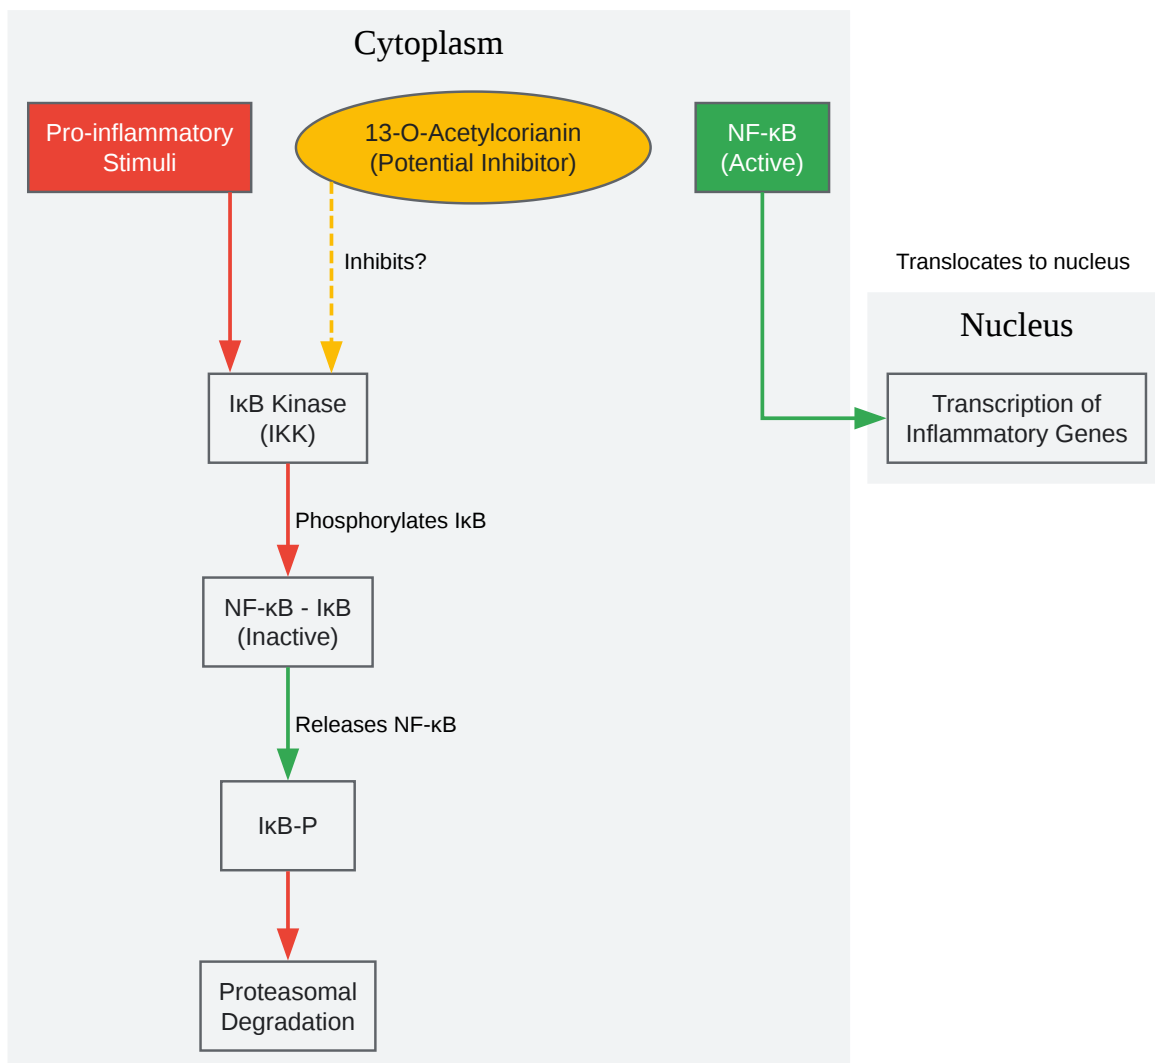 Cytoplasm
Pro-inflammatory
Stimuli
13-O-Acetylcorianin
(Potential Inhibitor)
NF-κB
(Active)
Inhibits?
Translocates to nucleus
Nucleus
IκB Kinase
(IKK)
Transcription of
Inflammatory Genes
Phosphorylates IκB
NF-κB - IκB
(Inactive)
Releases NF-κB
IκB-P
Proteasomal
Degradation